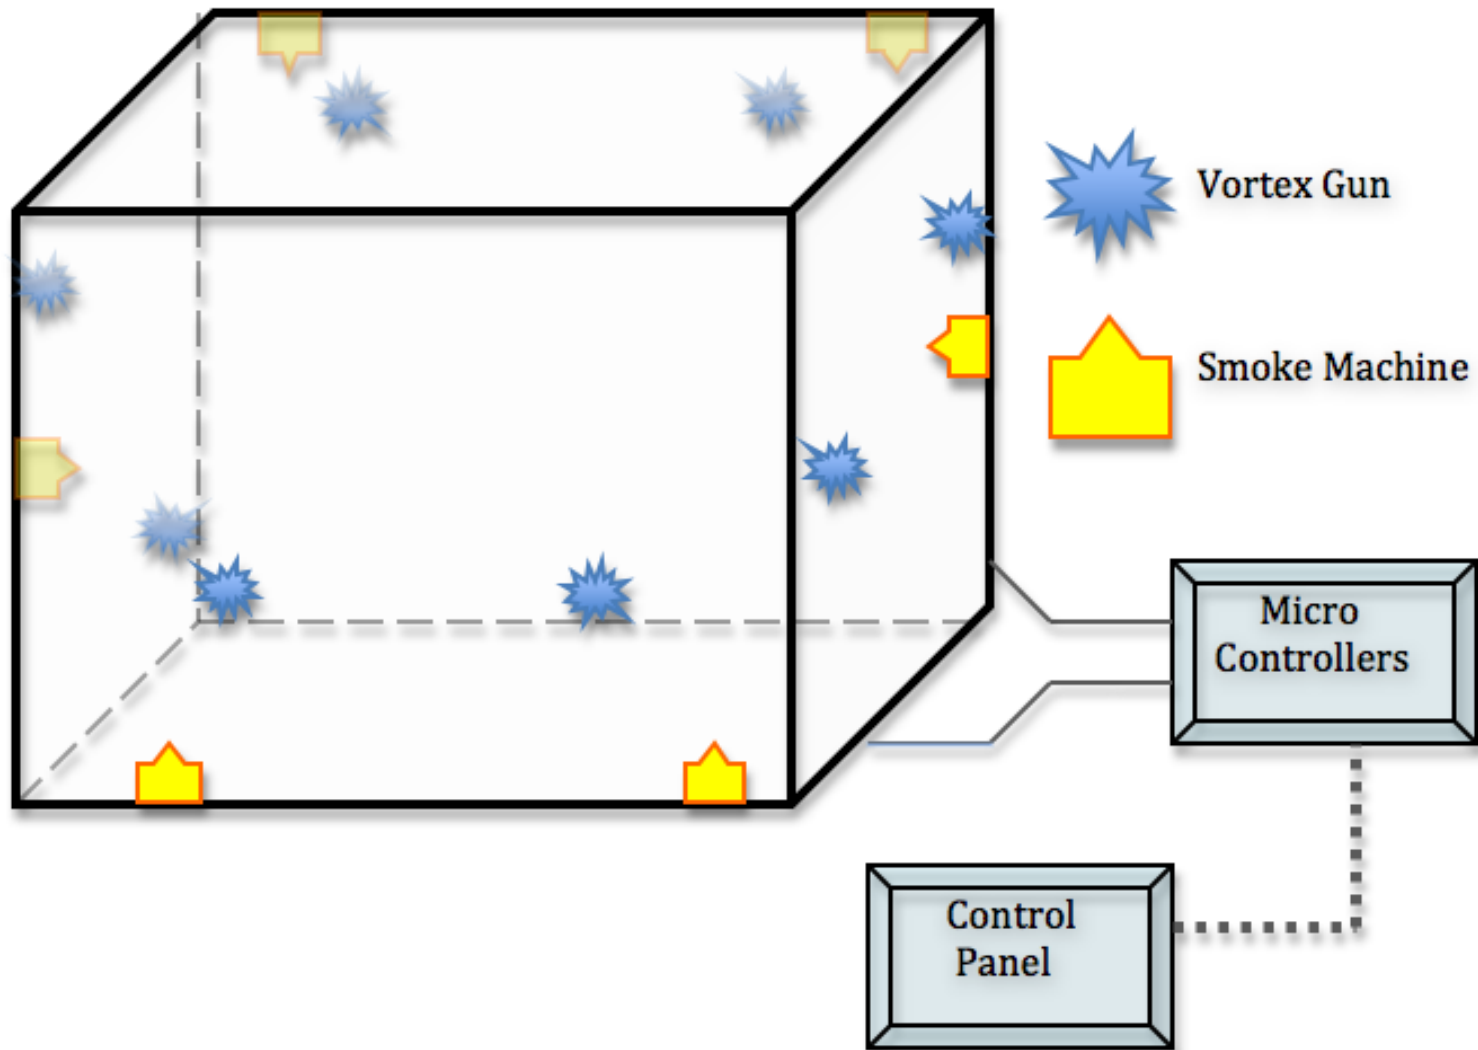 Vortex Gun
Smoke Machine
Micro
Controllers
Control
Panel